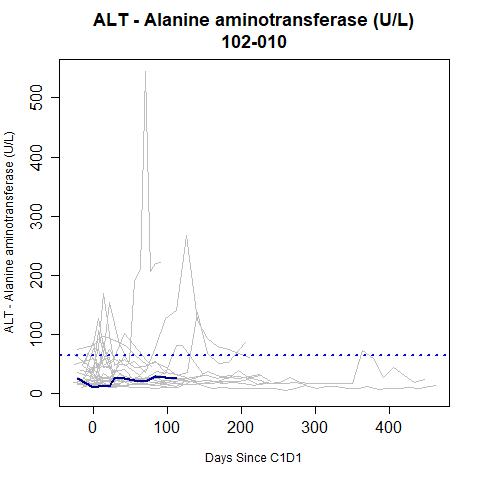 ALT - Alanine aminotransferase (U/L)
102-010
ALT - Alanine aminotransferase (U/L)
500
400
300
200
100
0
0 100 200 300 400
Days Since C1D1